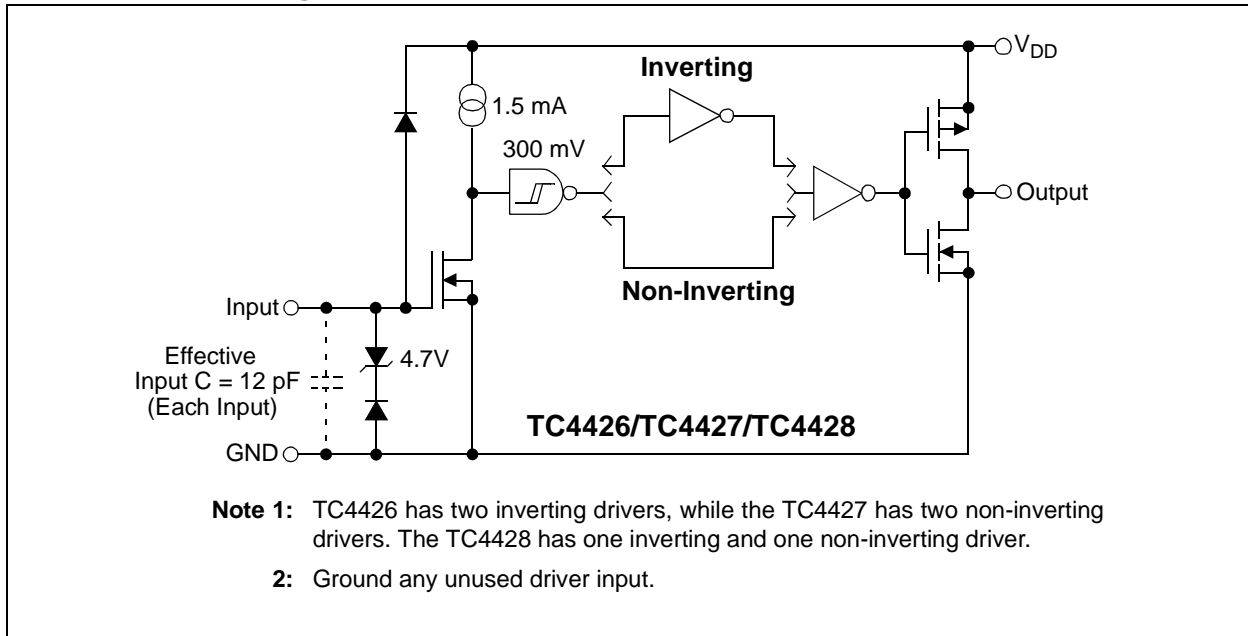 V_DD
Inverting
1.5 mA
300 mV
Output
Non-Inverting
Input
4.7V
Effective
Input C = 12 pF
(Each Input)
TC4426/TC4427/TC4428
GND
Note 1: TC4426 has two inverting drivers, while the TC4427 has two non-inverting
drivers. The TC4428 has one inverting and one non-inverting driver.
2: Ground any unused driver input.